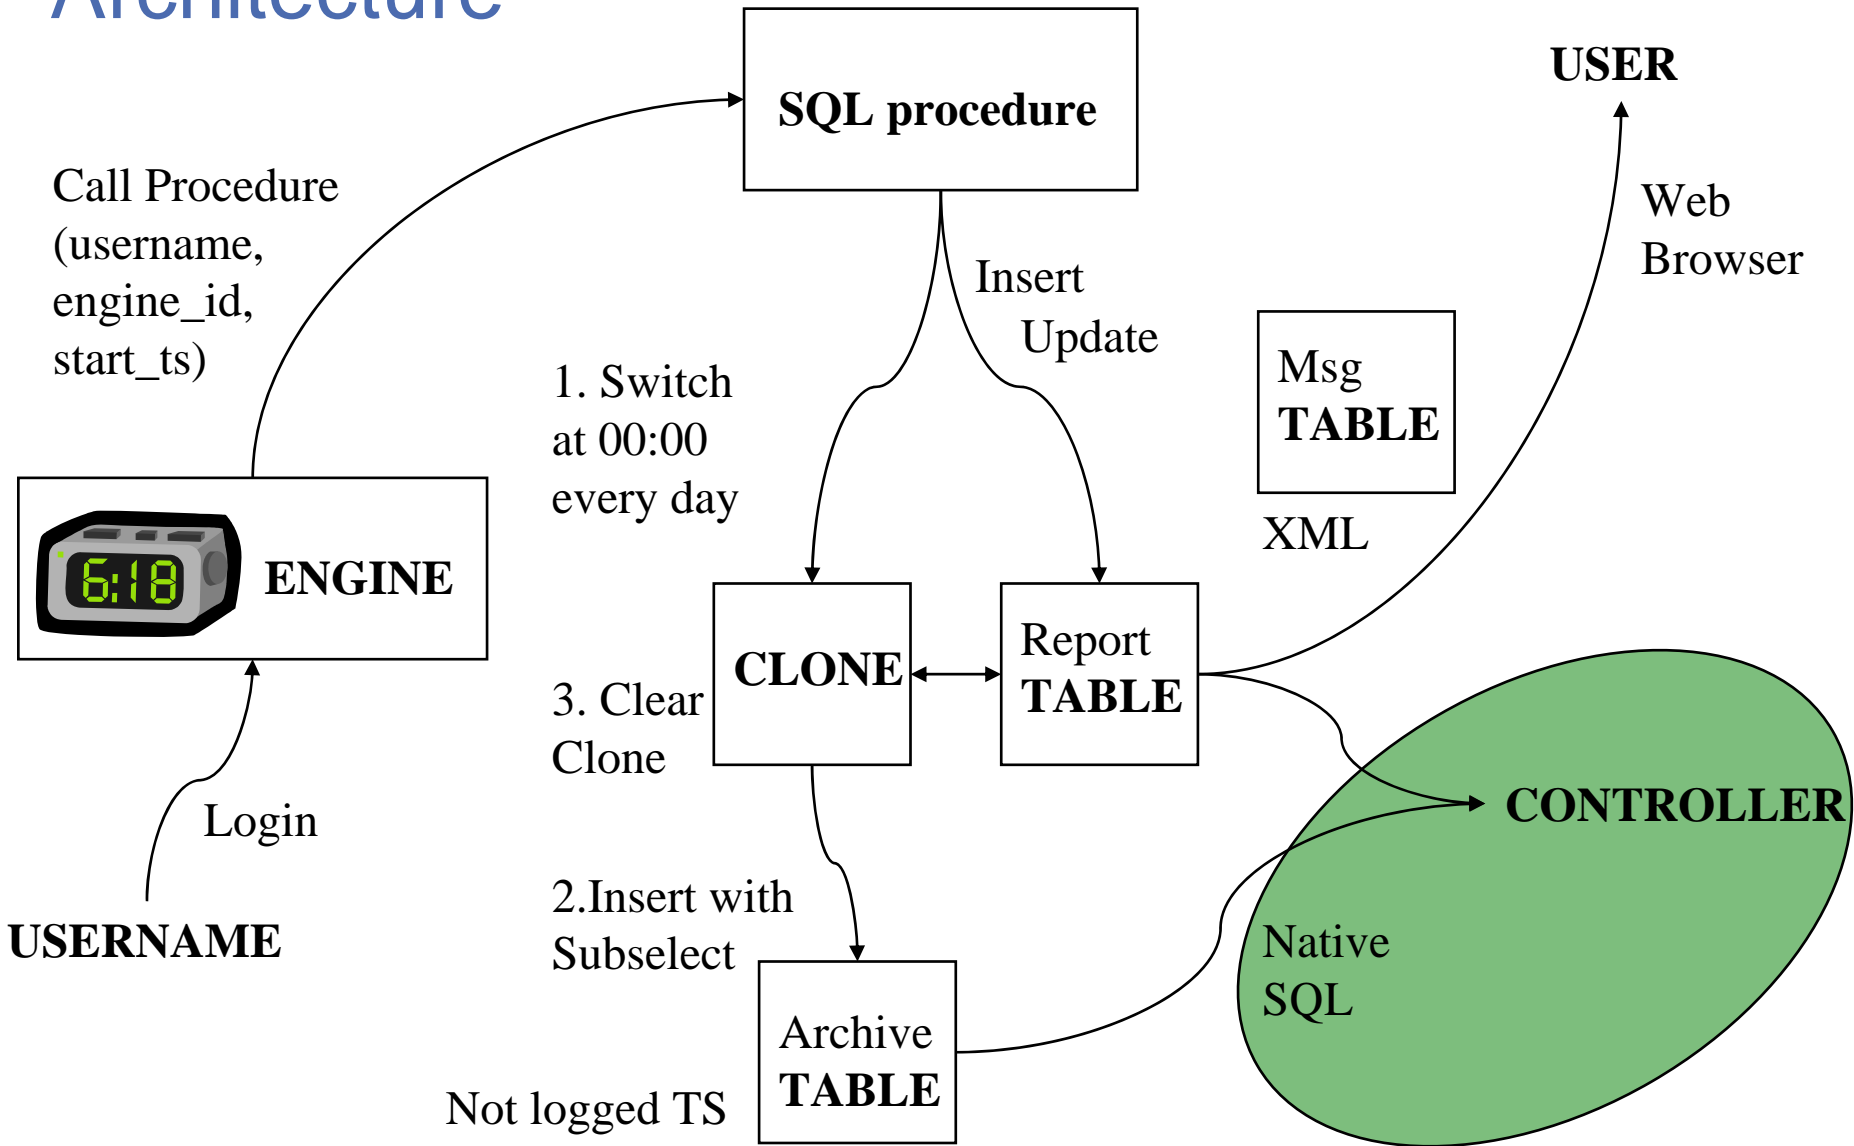 Architecture
SQL procedure
USER
Call Procedure
(username,
engine_id,
start_ts)
Web
Browser
Insert
Update
1. Switch
at 00:00
every day
Msg
TABLE
XML
6:18
ENGINE
CLONE
Report
TABLE
3. Clear
Clone
Login
CONTROLLER
2.Insert with
Subselect
USERNAME
Native
SQL
Archive
TABLE
Not logged TS